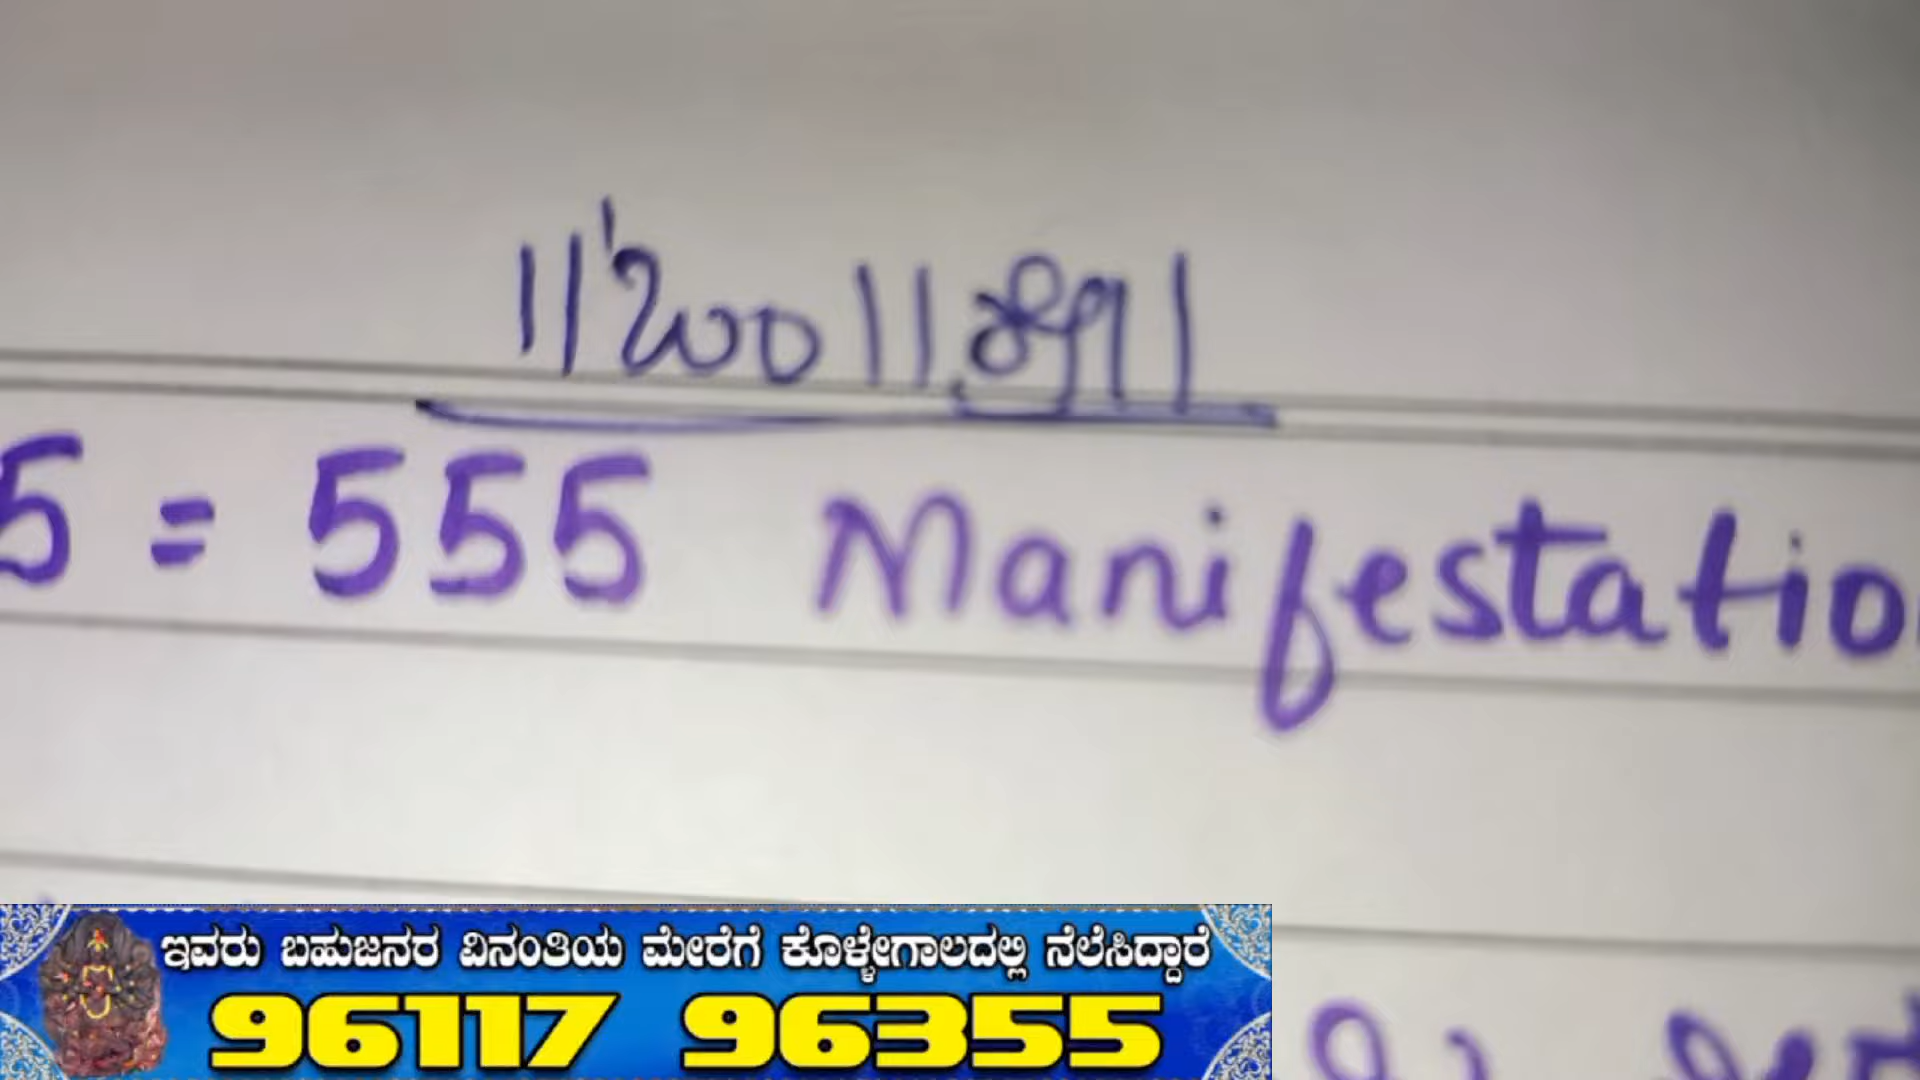 5 = 555 Manifestatio
ಇವರು ಬಹುಜನರ ವಿನಂತಿಯ ಮೇರೆಗೆ ಕೊಳ್ಳೇಗಾಲದಲ್ಲಿ ನೆಲೆಸಿದ್ದಾರೆ
96117 96355